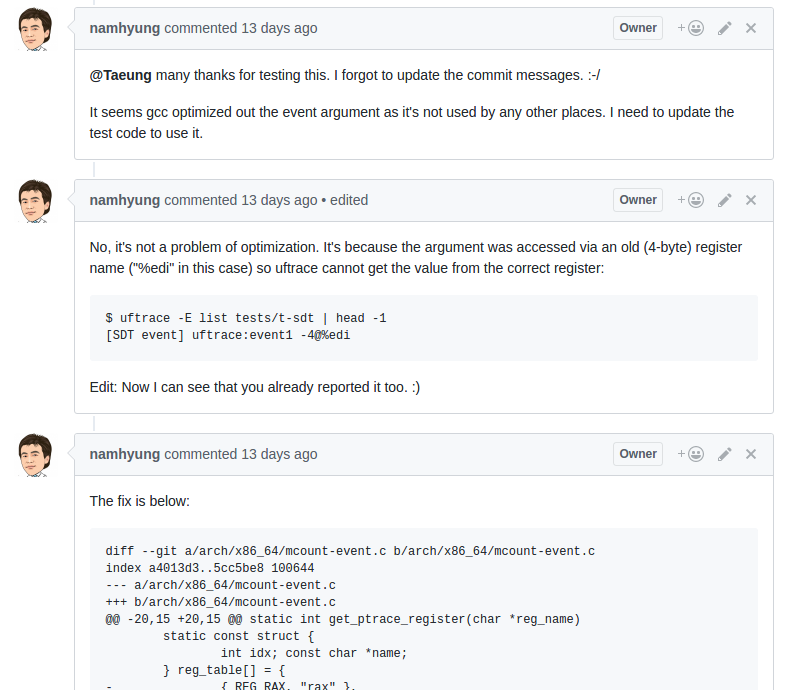 namhyung commented 13 days ago Owner +
@Taeung many thanks for testing this. I forgot to update the commit messages. :-/
It seems gcc optimized out the event argument as it's not used by any other places. I need to update the
test code to use it.
namhyung commented 13 days ago • edited Owner +
No, it's not a problem of optimization. It's because the argument was accessed via an old (4-byte) register
name ("%edi" in this case) so uftrace cannot get the value from the correct register:
$ uftrace -E list tests/t-sdt | head -1
[SDT event] uftrace:event1 -4@%edi
Edit: Now I can see that you already reported it too. :)
namhyung commented 13 days ago Owner +
The fix is below:
diff --git a/arch/x86_64/mcount-event.c b/arch/x86_64/mcount-event.c
index a4013d3..5cc5be8 100644
--- a/arch/x86_64/mcount-event.c
+++ b/arch/x86_64/mcount-event.c
@@ -20,15 +20,15 @@ static int get_ptrace_register(char *reg_name)
        static const struct {
                int idx; const char *name;
        } reg_table[] = {
-               { REG_RAX, "rax" },